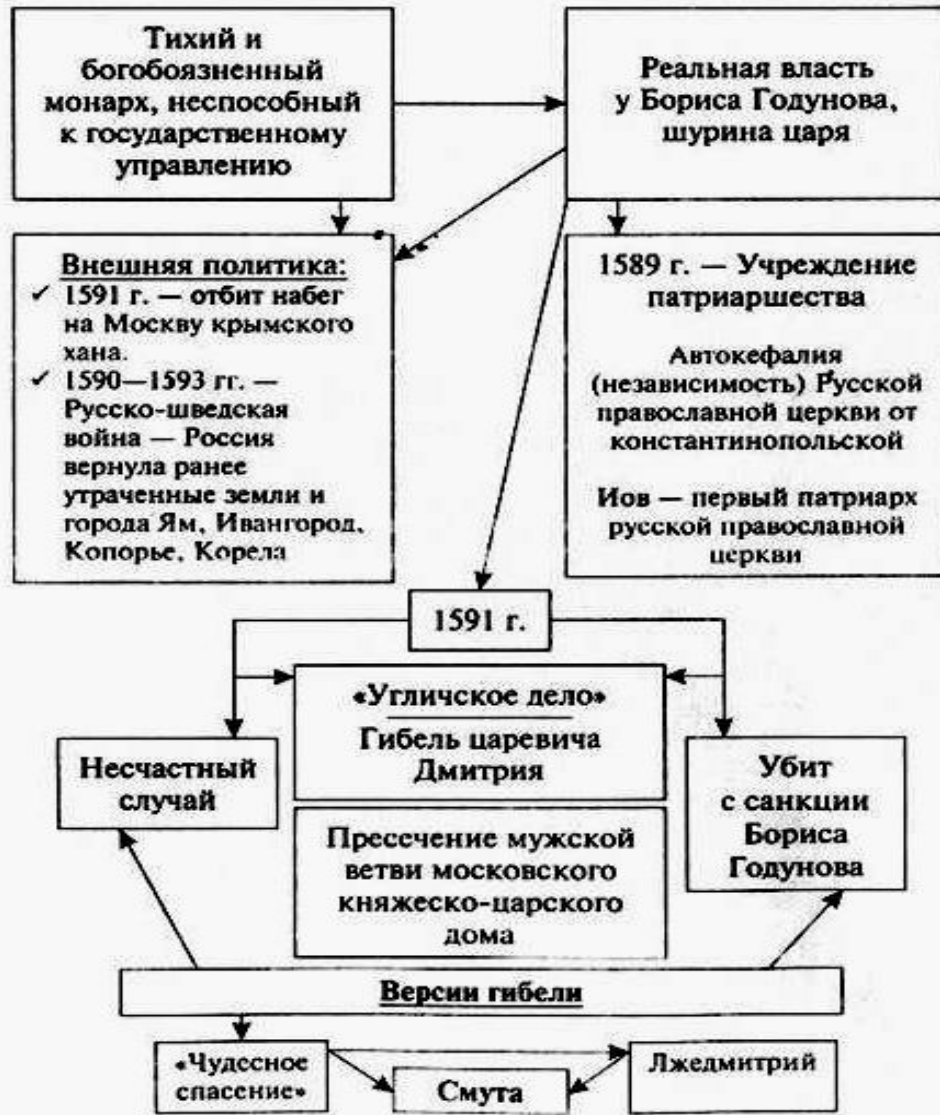 Тихий и
богобоязненный
монарх, неспособный
к государственному
управлению
Реальная власть
у Бориса Годунова,
шурина царя
Внешняя политика:
✓ 1591 г. — отбит набег
на Москву крымского
хана.
✓ 1590—1593 гг. —
Русско-шведская
война — Россия
вернула ранее
утраченные земли и
города Ям, Ивангород,
Копорье, Корела
1589 г. — Учреждение
патриаршества
Автокефалия
(независимость) Русской
православной церкви от
константинопольской
Иов — первый патриарх
русской православной
церкви
1591 г.
«Угличское дело»
Гибель царевича
Дмитрия
Несчастный
случай
Убит
с санкции
Бориса
Годунова
Прессчение мужской
ветви московского
княжеско-царского
дома
Версии гибели
«Чудесное
спасение»
Смута
Лжедмитрий